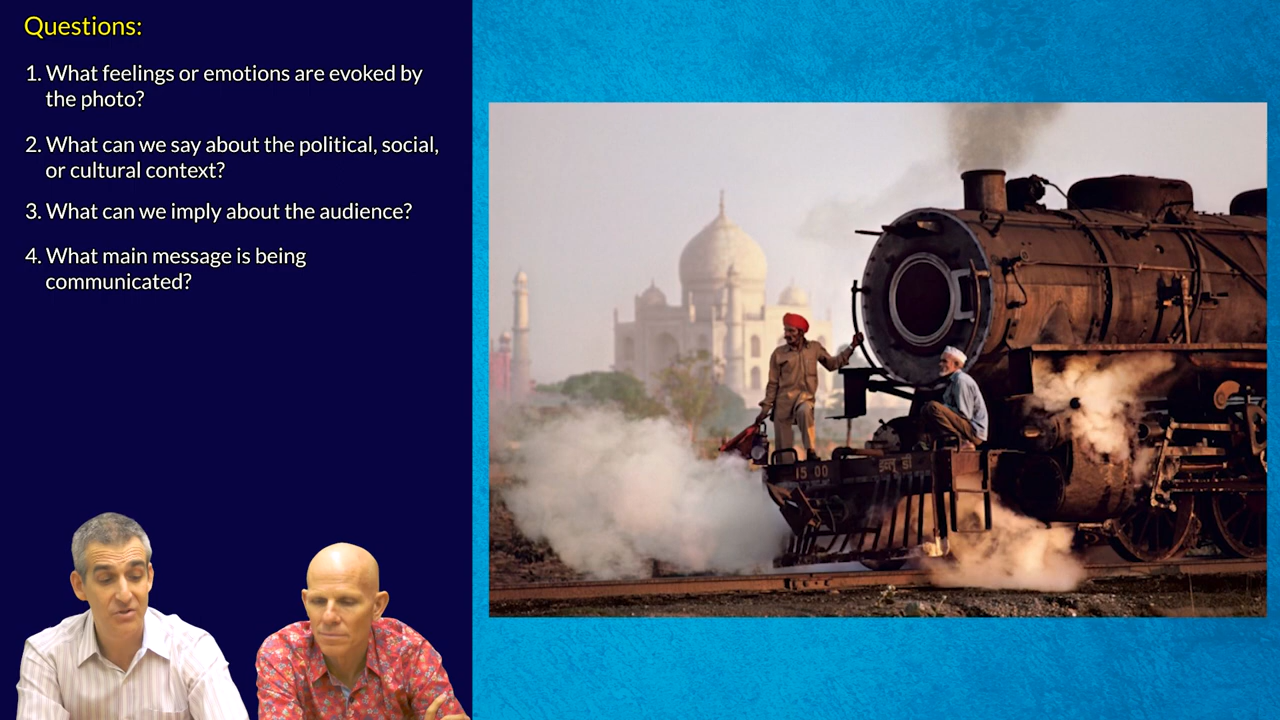 Questions:
1. What feelings or emotions are evoked by
the photo?
2. What can we say about the political, social,
or cultural context?
3. What can we imply about the audience?
4. What main message is being
communicated?
15 00